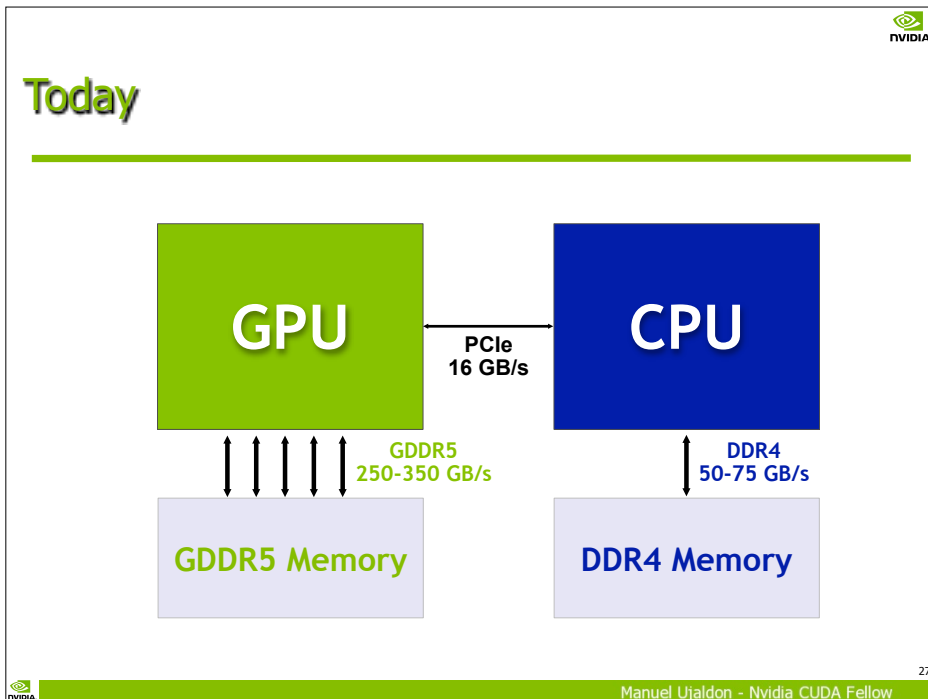 NVIDIA
Today
GPU
CPU
PCIe
16 GB/s
GDDR5
250-350 GB/s
DDR4
50-75 GB/s
GDDR5 Memory
DDR4 Memory
27
NVIDIA
Manuel Ujaldon - Nvidia CUDA Fellow